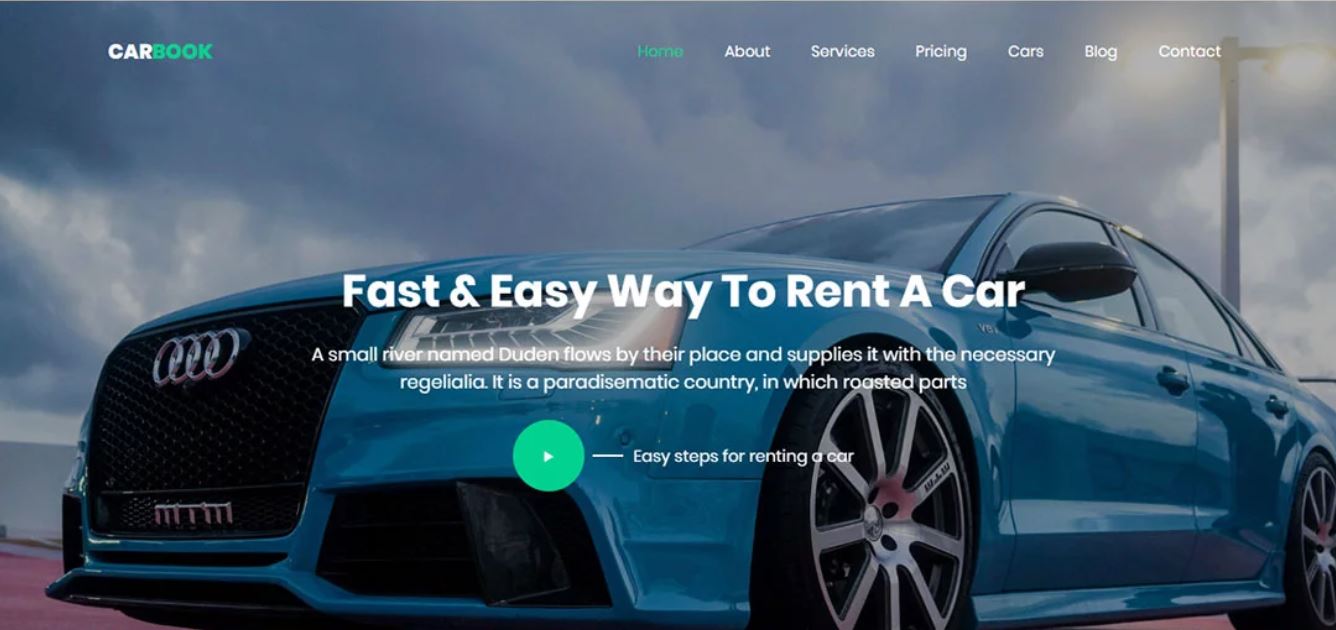 CARBOOK
Home About Services Pricing Cars Blog Contact
Fast & Easy Way To Rent A Car
A small river named Duden flows by their place and supplies it with the necessary
regelialia. It is a paradisematic country, in which roasted parts
Easy steps for renting a car
mtm